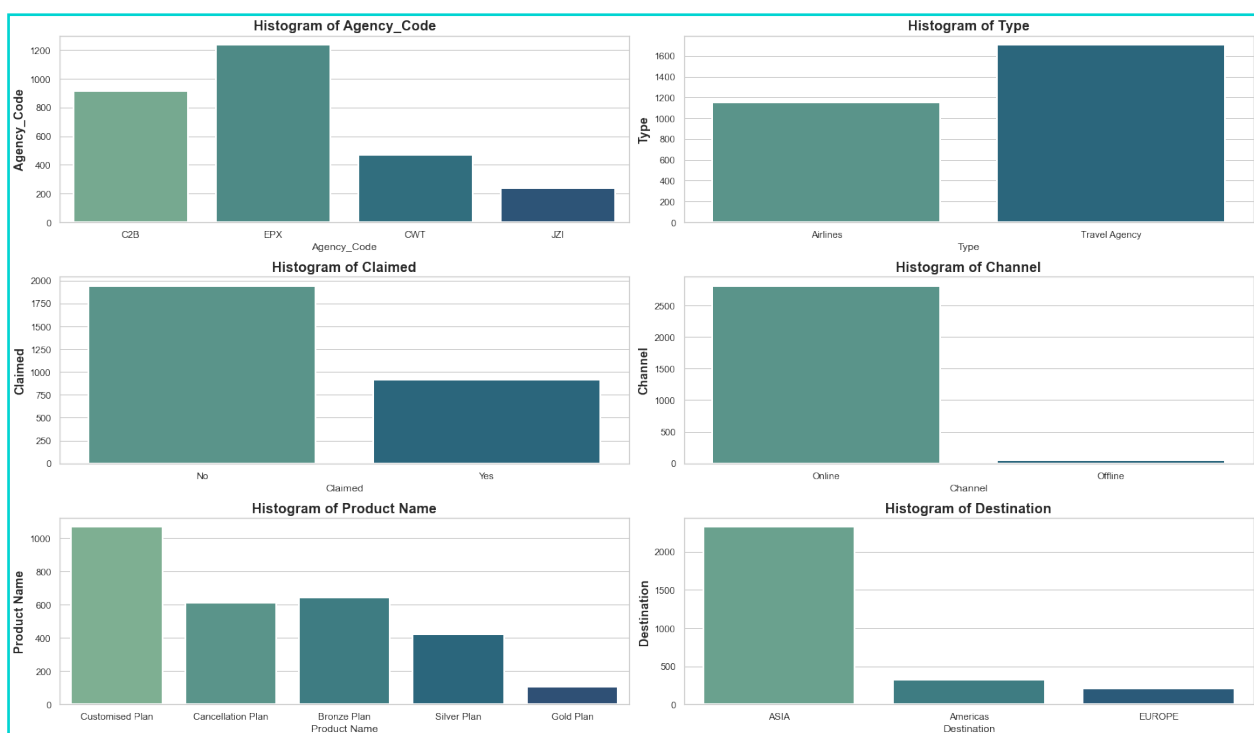 Histogram of Agency_Code
Agency_Code
1200
1000
800
600
400
200
0
C2B EPX CWT JZI
Agency_Code
Histogram of Type
Type
1600
1400
1200
1000
800
600
400
200
0
Airlines Travel Agency
Type
Histogram of Claimed
Claimed
2000
1750
1500
1250
1000
750
500
250
0
No Yes
Claimed
Histogram of Channel
Channel
2500
2000
1500
1000
500
0
Online Offline
Channel
Histogram of Product Name
Product Name
1000
800
600
400
200
0
Customised Plan Cancellation Plan Bronze Plan Silver Plan Gold Plan
Product Name
Histogram of Destination
Destination
2000
1500
1000
500
0
ASIA Americas EUROPE
Destination